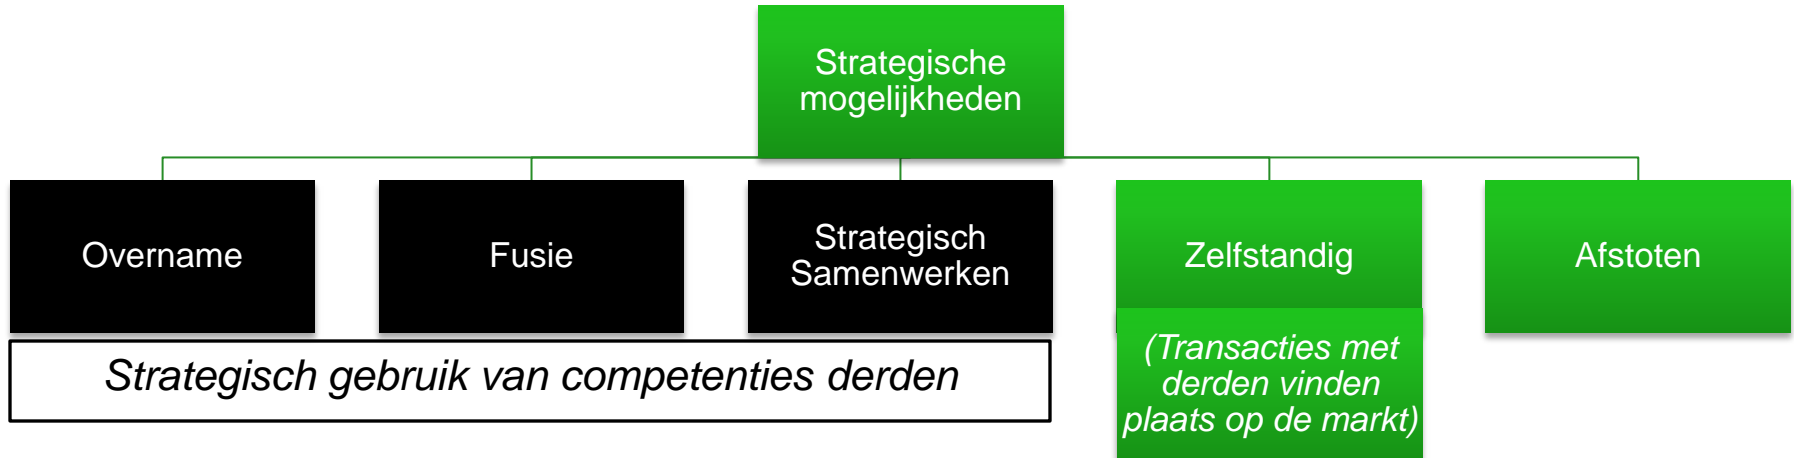 Strategische
mogelijkheden
Overname
Fusie
Strategisch
Samenwerken
Zelfstandig
Afstoten
Strategisch gebruik van competenties derden
(Transacties met
derden vinden
plaats op de markt)